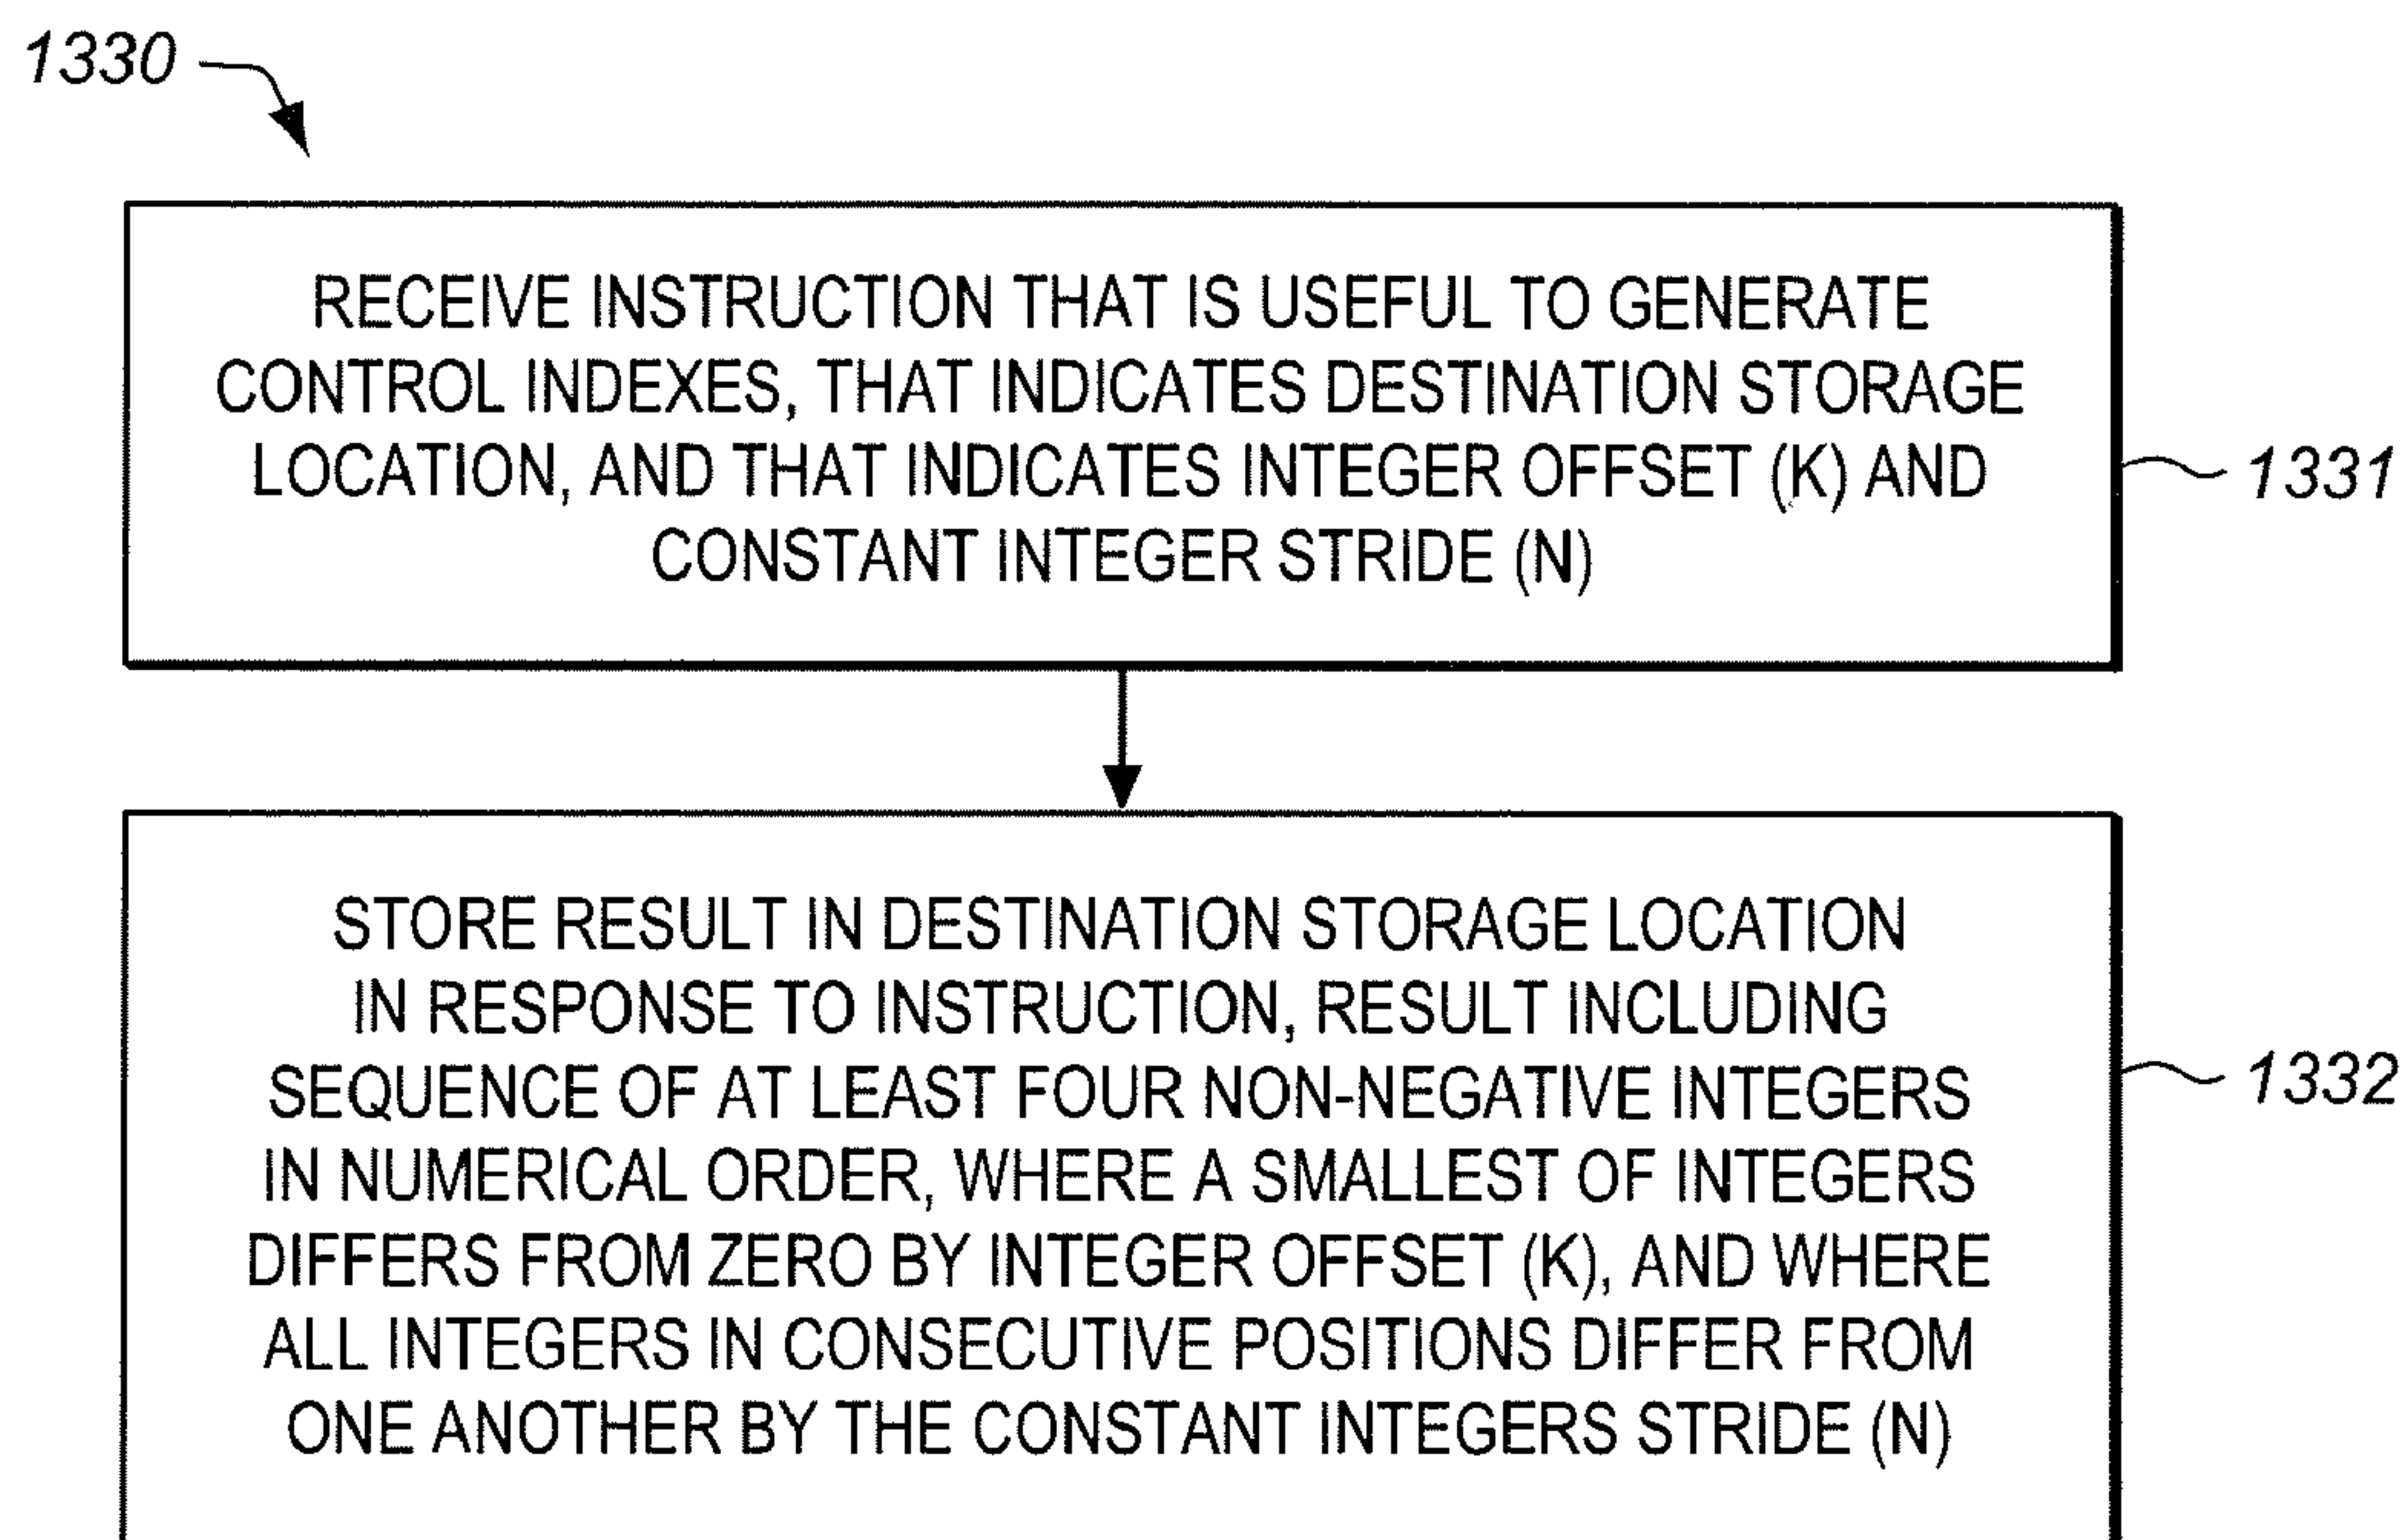 1330
RECEIVE INSTRUCTION THAT IS USEFUL TO GENERATE
CONTROL INDEXES, THAT INDICATES DESTINATION STORAGE
LOCATION, AND THAT INDICATES INTEGER OFFSET (K) AND
CONSTANT INTEGER STRIDE (N)
1331
STORE RESULT IN DESTINATION STORAGE LOCATION
IN RESPONSE TO INSTRUCTION, RESULT INCLUDING
SEQUENCE OF AT LEAST FOUR NON-NEGATIVE INTEGERS
IN NUMERICAL ORDER, WHERE A SMALLEST OF INTEGERS
DIFFERS FROM ZERO BY INTEGER OFFSET (K), AND WHERE
ALL INTEGERS IN CONSECUTIVE POSITIONS DIFFER FROM
ONE ANOTHER BY THE CONSTANT INTEGERS STRIDE (N)
1332